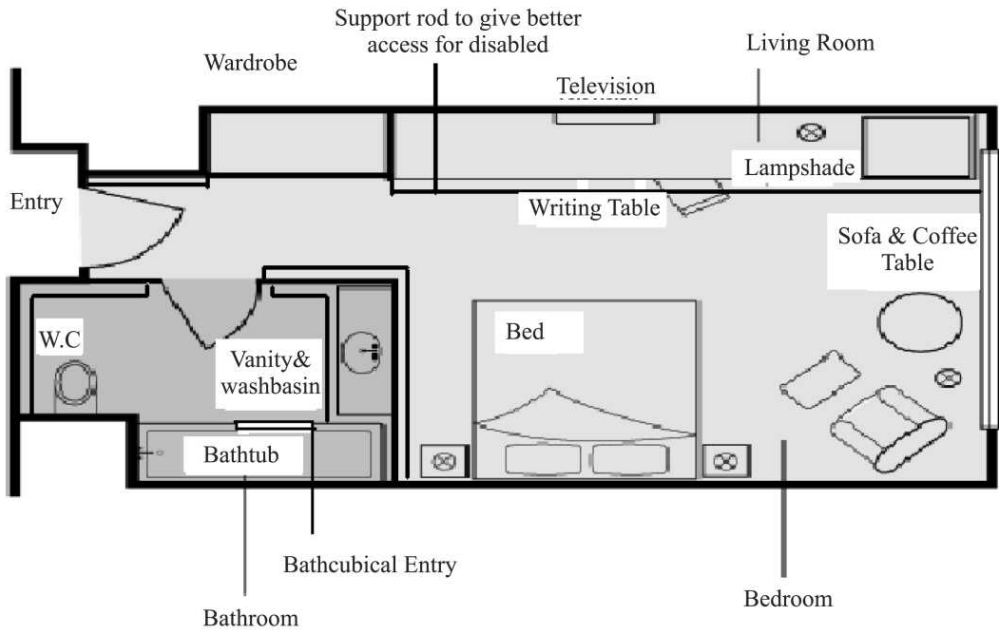 Support rod to give better
access for disabled
Living Room
Wardrobe
Television
Lampshade
Entry
Writing Table
Sofa & Coffee
Table
W.C
Bed
Vanity&
washbasin
Bathtub
Bathcubical Entry
Bathroom
Bedroom